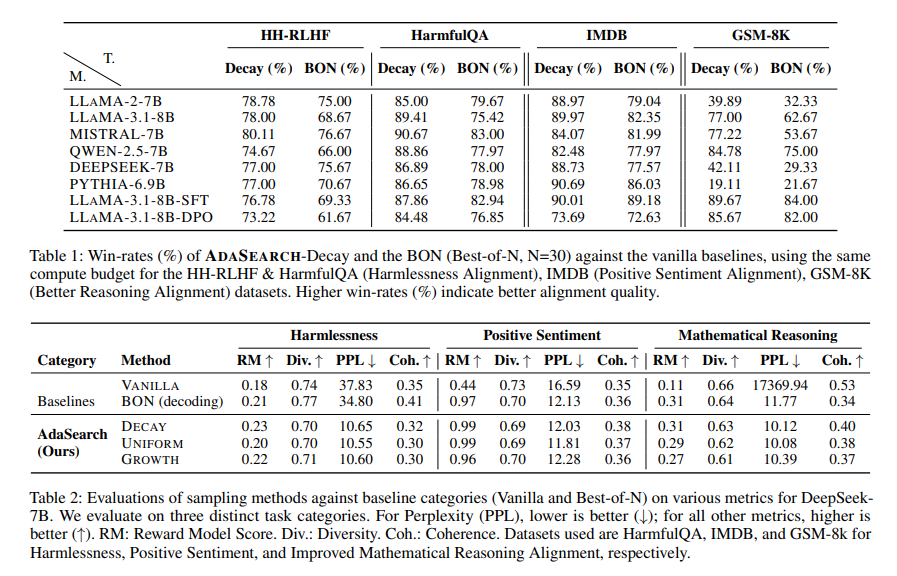 HH-RLHF HarmfulQA IMDB GSM-8K
T.
M.
Decay (%) BON (%) Decay (%) BON (%) Decay (%) BON (%) Decay (%) BON (%)
LLAMA-2-7B 78.78 75.00 85.00 79.67 88.97 79.04 39.89 32.33
LLAMA-3.1-8B 78.00 68.67 89.41 75.42 89.97 82.35 77.00 62.67
MISTRAL-7B 80.11 76.67 90.67 83.00 84.07 81.99 77.22 53.67
QWEN-2.5-7B 74.67 66.00 88.86 77.97 82.48 77.97 84.78 75.00
DEEPSEEK-7B 77.00 75.67 86.89 78.00 88.73 77.57 42.11 29.33
PYTHIA-6.9B 77.00 70.67 86.65 78.98 90.69 86.03 19.11 21.67
LLAMA-3.1-8B-SFT 76.78 69.33 87.86 82.94 90.01 89.18 89.67 84.00
LLAMA-3.1-8B-DPO 73.22 61.67 84.48 76.85 73.69 72.63 85.67 82.00
Table 1: Win-rates (%) of ADASEARCH-Decay and the BON (Best-of-N, N=30) against the vanilla baselines, using the same
compute budget for the HH-RLHF & HarmfulQA (Harmlessness Alignment), IMDB (Positive Sentiment Alignment), GSM-8K
(Better Reasoning Alignment) datasets. Higher win-rates (%) indicate better alignment quality.
Harmlessness Positive Sentiment Mathematical Reasoning
Category Method RM ↑ Div. ↑ PPL ↓ Coh. ↑ RM ↑ Div. ↑ PPL ↓ Coh. ↑ RM ↑ Div. ↑ PPL ↓ Coh. ↑
VANILLA 0.18 0.74 37.83 0.35 0.44 0.73 16.59 0.35 0.11 0.66 17369.94 0.53
Baselines BON (decoding) 0.21 0.77 34.80 0.41 0.97 0.70 12.13 0.36 0.31 0.64 11.77 0.34
AdaSearch DECAY 0.23 0.70 10.65 0.32 0.99 0.69 12.03 0.38 0.31 0.63 10.12 0.40
(Ours) UNIFORM 0.20 0.70 10.55 0.30 0.99 0.69 11.81 0.37 0.29 0.62 10.08 0.38
GROWTH 0.22 0.71 10.60 0.30 0.96 0.70 12.28 0.36 0.27 0.61 10.39 0.37
Table 2: Evaluations of sampling methods against baseline categories (Vanilla and Best-of-N) on various metrics for DeepSeek-
7B. We evaluate on three distinct task categories. For Perplexity (PPL), lower is better (↓); for all other metrics, higher is
better (↑). RM: Reward Model Score. Div.: Diversity. Coh.: Coherence. Datasets used are HarmfulQA, IMDB, and GSM-8k for
Harmlessness, Positive Sentiment, and Improved Mathematical Reasoning Alignment, respectively.